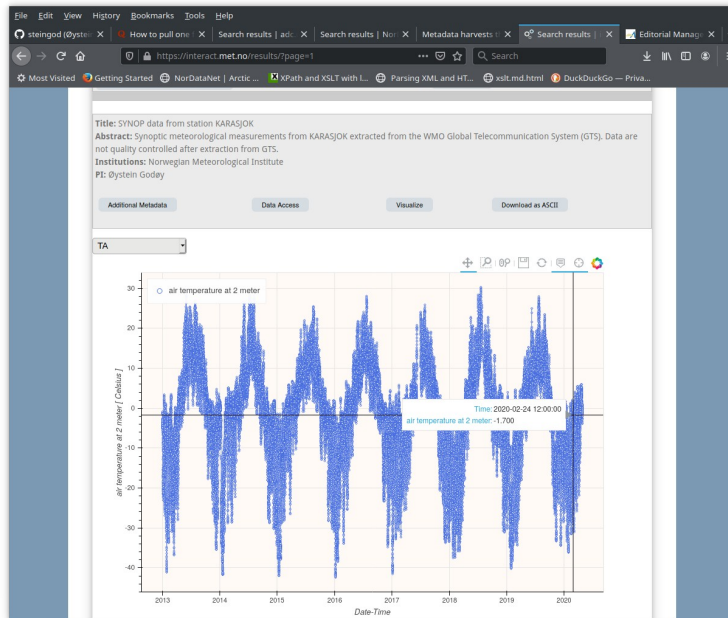 File Edit View History Bookmarks Tools Help
steingod (Øystein
How to pull one
Search results | adc.
Search results | Nor
Metadata harvests t
Search results |
Editorial Manage
https://interact.met.no/results/?page=1
Search
Most Visited Getting Started NorDataNet | Arctic ... XPath and XSLT with l... Parsing XML and HT... xslt.md.html DuckDuckGo — Priva...
Title: SYNOP data from station KARASJOK
Abstract: Synoptic meteorological measurements from KARASJOK extracted from the WMO Global Telecommunication System (GTS). Data are
not quality controlled after extraction from GTS.
Institutions: Norwegian Meteorological Institute
PI: Øystein Godøy
Additional Metadata Data Access Visualize Download as ASCII
TA
air temperature at 2 meter
30
20
10
0
-10
-20
-30
-40
air temperature at 2 meter [ Celsius ]
Time: 2020-02-24 12:00:00
air temperature at 2 meter: -1.700
2013 2014 2015 2016 2017 2018 2019 2020
Date-Time